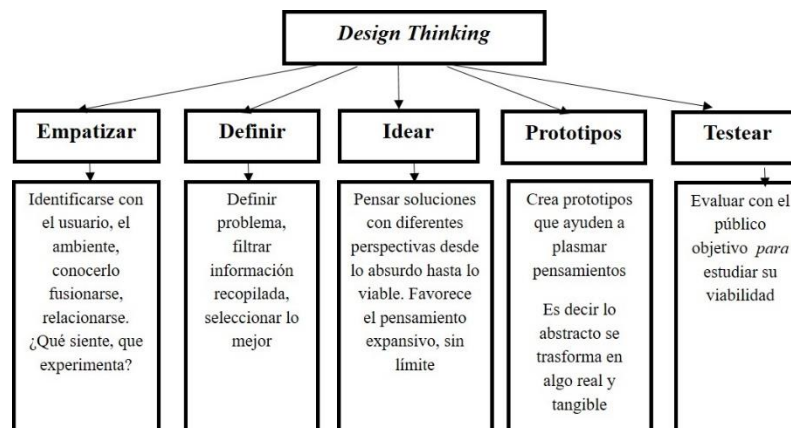 Design Thinking
Empatizar
Definir
Idear
Prototipos
Testear
Identificarse con
el usuario, el
ambiente,
conocerlo
fusionarse,
relacionarse.
¿Qué siente, que
experimenta?
Definir
problema,
filtrar
información
recopilada,
seleccionar lo
mejor
Pensar soluciones
con diferentes
perspectivas desde
lo absurdo hasta lo
viable. Favorece
el pensamiento
expansivo, sin
límite
Crea prototipos
que ayuden a
plasmar
pensamientos
Es decir lo
abstracto se
trasforma en
algo real y
tangible
Evaluar con el
público
objetivo para
estudiar su
viabilidad